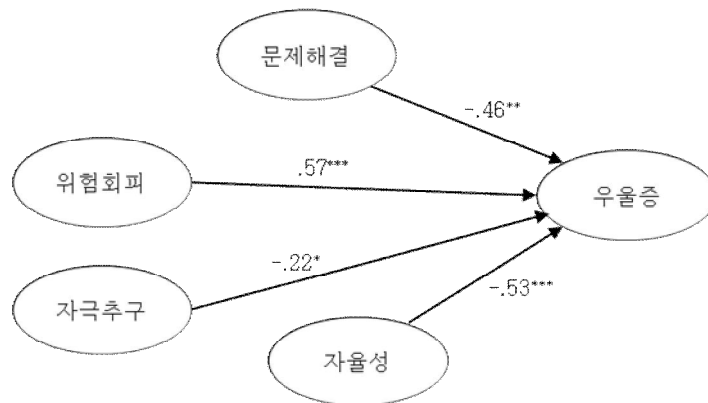 문제해결
-.46**
위험회피
.57***
우울증
-.22*
-.53***
자극추구
자율성